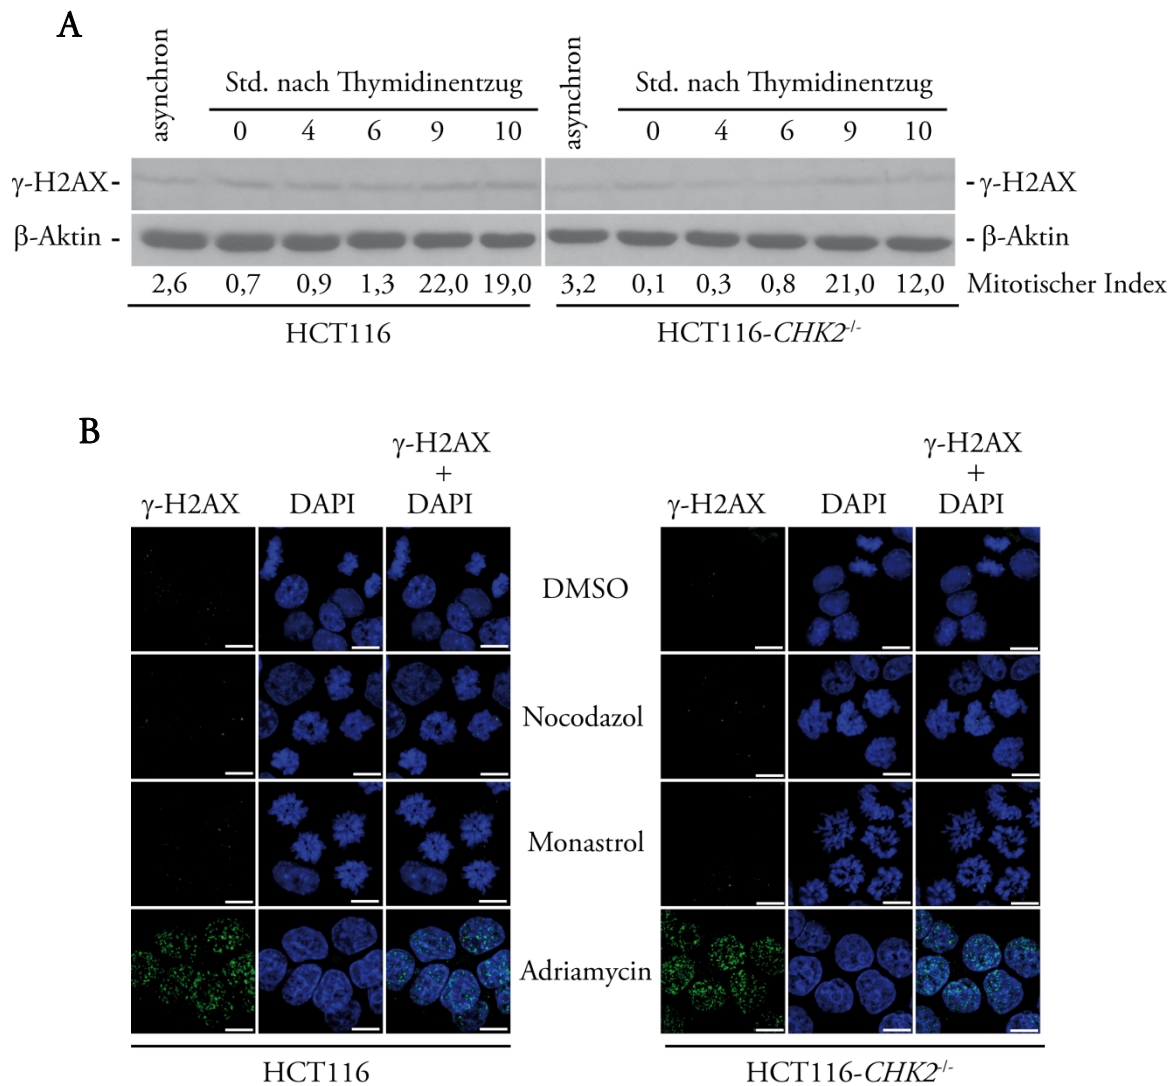 A
asynchron
Std. nach Thymidinentzug
0 4 6 9 10
asynchron
Std. nach Thymidinentzug
0 4 6 9 10
γ-H2AX - - γ-H2AX
β-Aktin - - β-Aktin
2,6 0,7 0,9 1,3 22,0 19,0 3,2 0,1 0,3 0,8 21,0 12,0 Mitotischer Index
HCT116 HCT116-CHK2-/-
B
γ-H2AX DAPI γ-H2AX + DAPI
γ-H2AX DAPI γ-H2AX + DAPI
DMSO
Nocodazol
Monastrol
Adriamycin
HCT116 HCT116-CHK2-/-